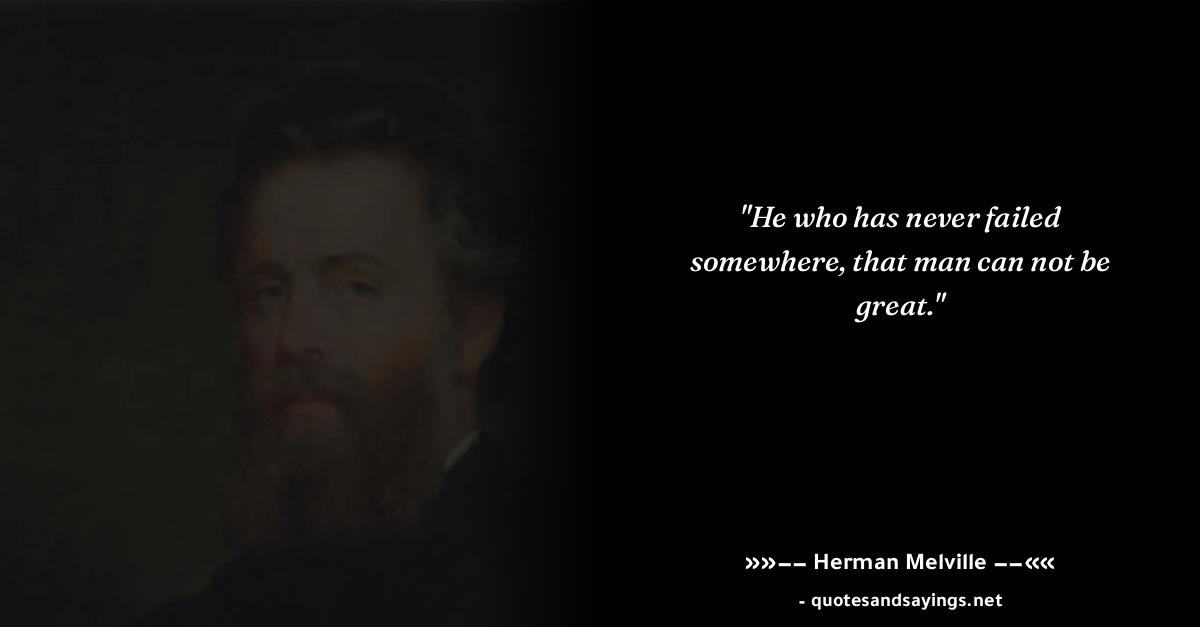 "He who has never failed
somewhere, that man can not be
great."
»»−− Herman Melville −−««
- quotesandsayings.net